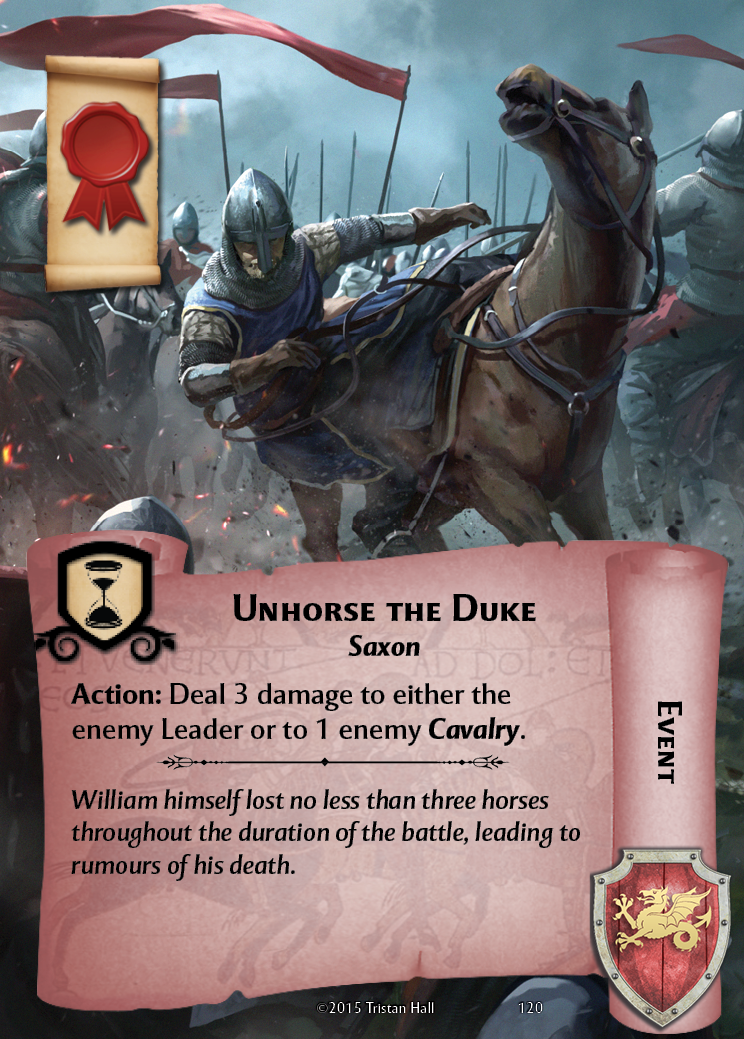 Unhorse the Duke
Saxon
Action: Deal 3 damage to either the
enemy Leader or to 1 enemy Cavalry.
William himself lost no less than three horses
throughout the duration of the battle, leading to
rumours of his death.
Event
©2015 Tristan Hall
120